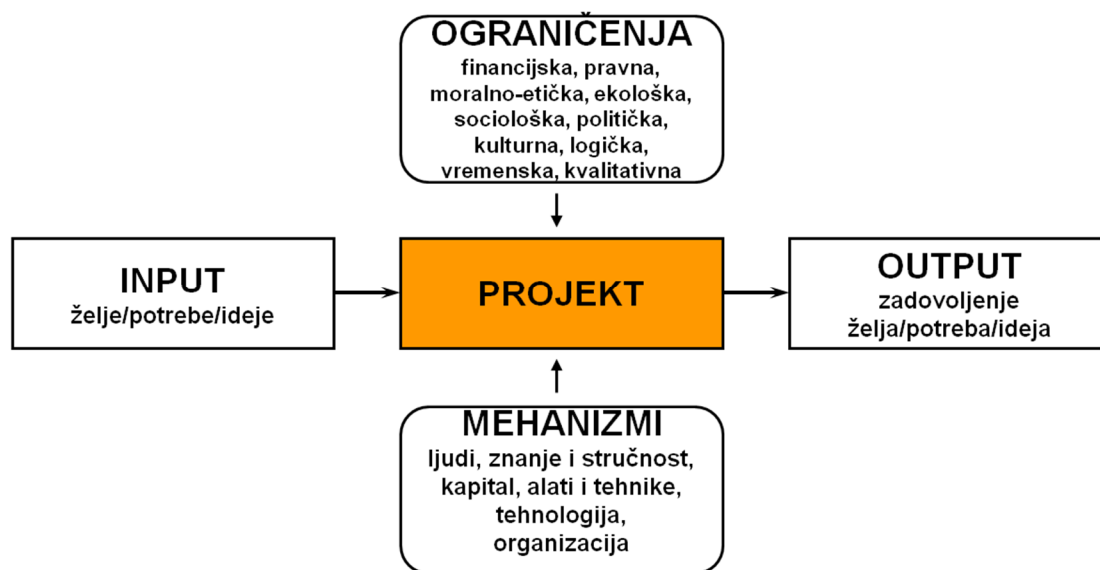 OGRANIČENJA
financijska, pravna,
moralno-etička, ekološka,
sociološka, politička,
kulturna, logička,
vremenska, kvalitativna
INPUT
želje/potrebe/ideje
PROJEKT
OUTPUT
zadovoljenje
želja/potreba/ideja
MEHANIZMI
ljudi, znanje i stručnost,
kapital, alati i tehnike,
tehnologija,
organizacija